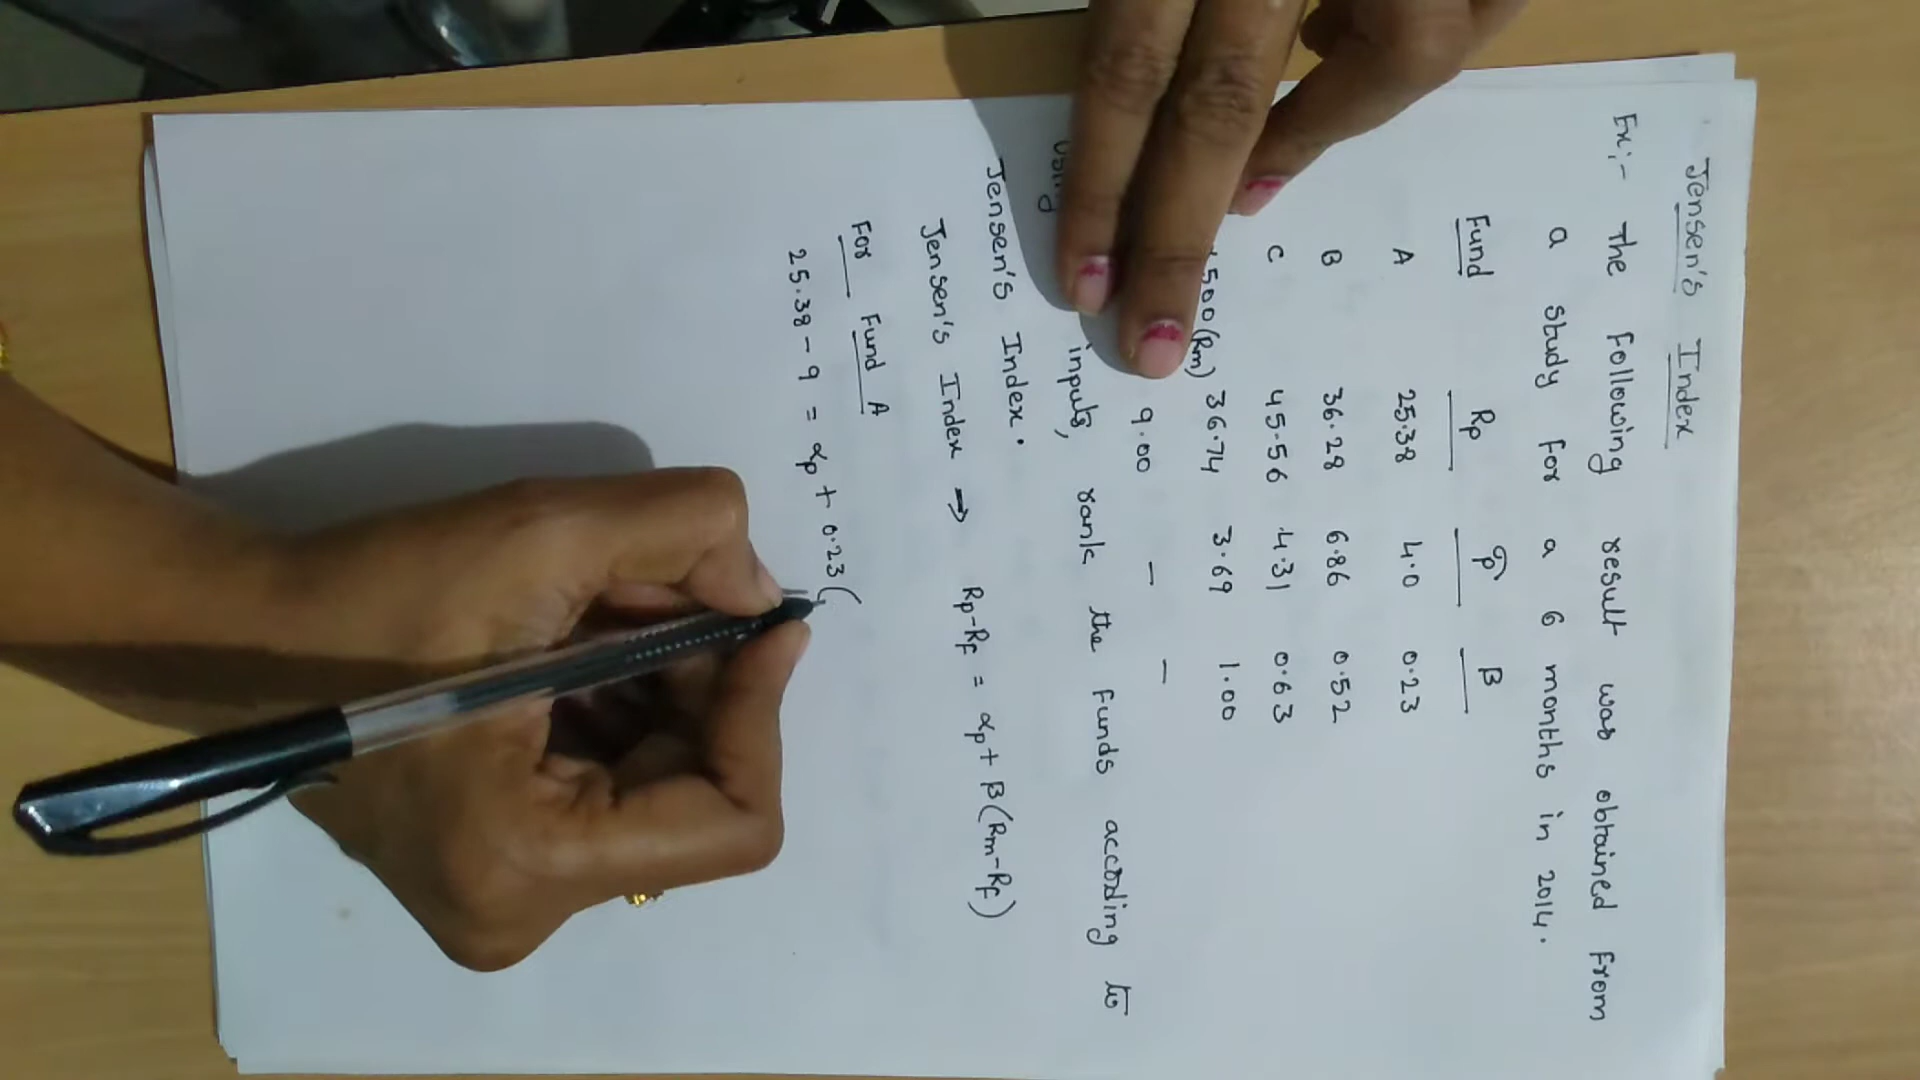 Jensen's Index
Ex:- The Following result was obtained From
a study For a 6 months in 2014.
Fund Rp σp β
A 25.38 4.0 0.23
B 36.28 6.86 0.52
C 45.56 4.31 0.63
500 (Rm) 36.74 3.69 1.00
9.00 - -
Using inputs, rank the Funds accoding to
Jensen's Index.
Jensen's Index → Rp-RF = αp + β(Rm-RF)
For Fund A
25.38 - 9 = αp + 0.23 (